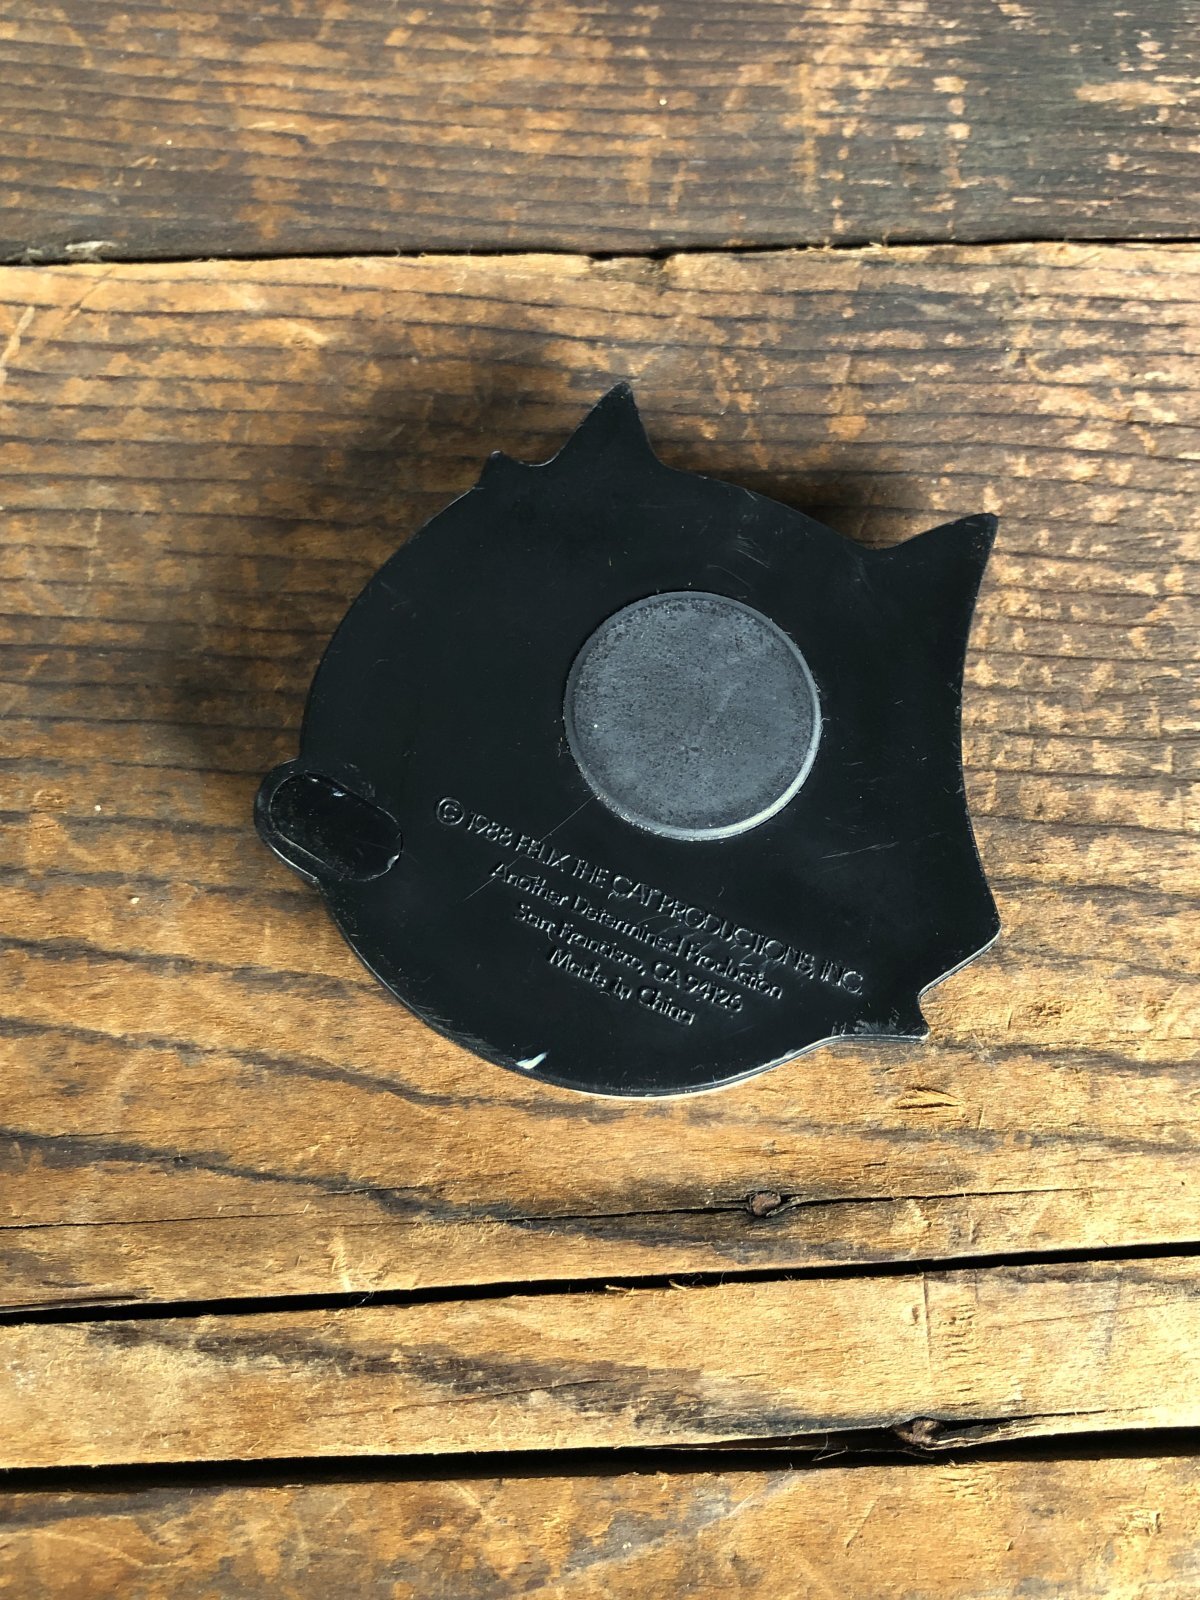 © 1988 FELIX THE CAT PRODUCTIONS, INC.
Another Determined Production
San Francisco, CA 94126
Made in China